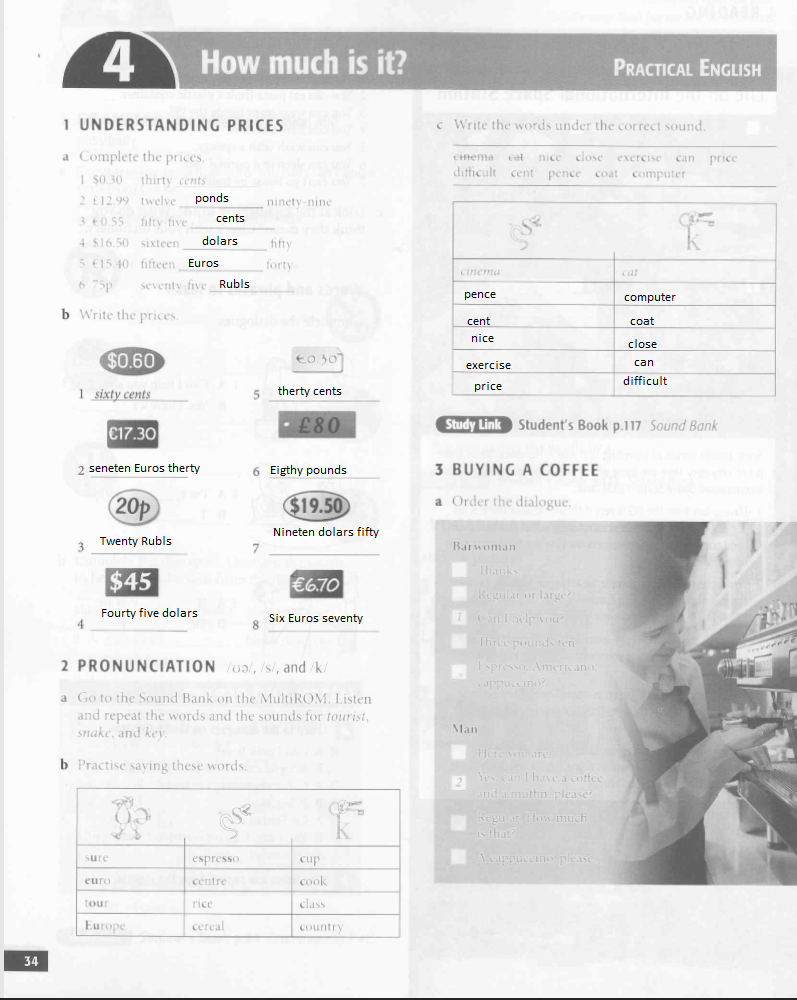 4 How much is it? PRACTICAL ENGLISH
1 UNDERSTANDING PRICES
a Complete the prices.
1 $0.30 thirty cents
2 £12.99 twelve ponds ninety-nine
3 €0.55 fifty-five cents
4 $16.50 sixteen dolars fifty
5 €15.40 fifteen Euros forty
6 75p seventy-five Rubls
b Write the prices.
$0.60
1 sixty cents
€17.30
2 seneten Euros therty
20p
3 Twenty Rubls
$45
4 Fourty five dolars
€0.30
5 therty cents
£80
6 Eigthy pounds
$19.50
7 Nineten dolars fifty
€6.70
8 Six Euros seventy
2 PRONUNCIATION /ʊə/, /s/, and /k/
a Go to the Sound Bank on the MultiROM. Listen
and repeat the words and the sounds for tourist,
snake, and key.
b Practise saying these words.
k
sure espresso cup
euro centre cook
tour rice class
Europe cereal country
34
c Write the words under the correct sound.
cinema cat nice close exercise can price
difficult cent pence coat computer
k
cinema cat
pence computer
cent coat
nice close
exercise can
price difficult
Study Link Student's Book p.117 Sound Bank
3 BUYING A COFFEE
a Order the dialogue.
Barwoman
Thanks.
Regular or large?
1 Can I help you?
Three pounds ten.
Espresso, Americano,
cappuccino?
Man
Here you are.
2 Yes, can I have a coffee
and a muffin, please?
Regular. How much
is that?
A cappuccino, please.